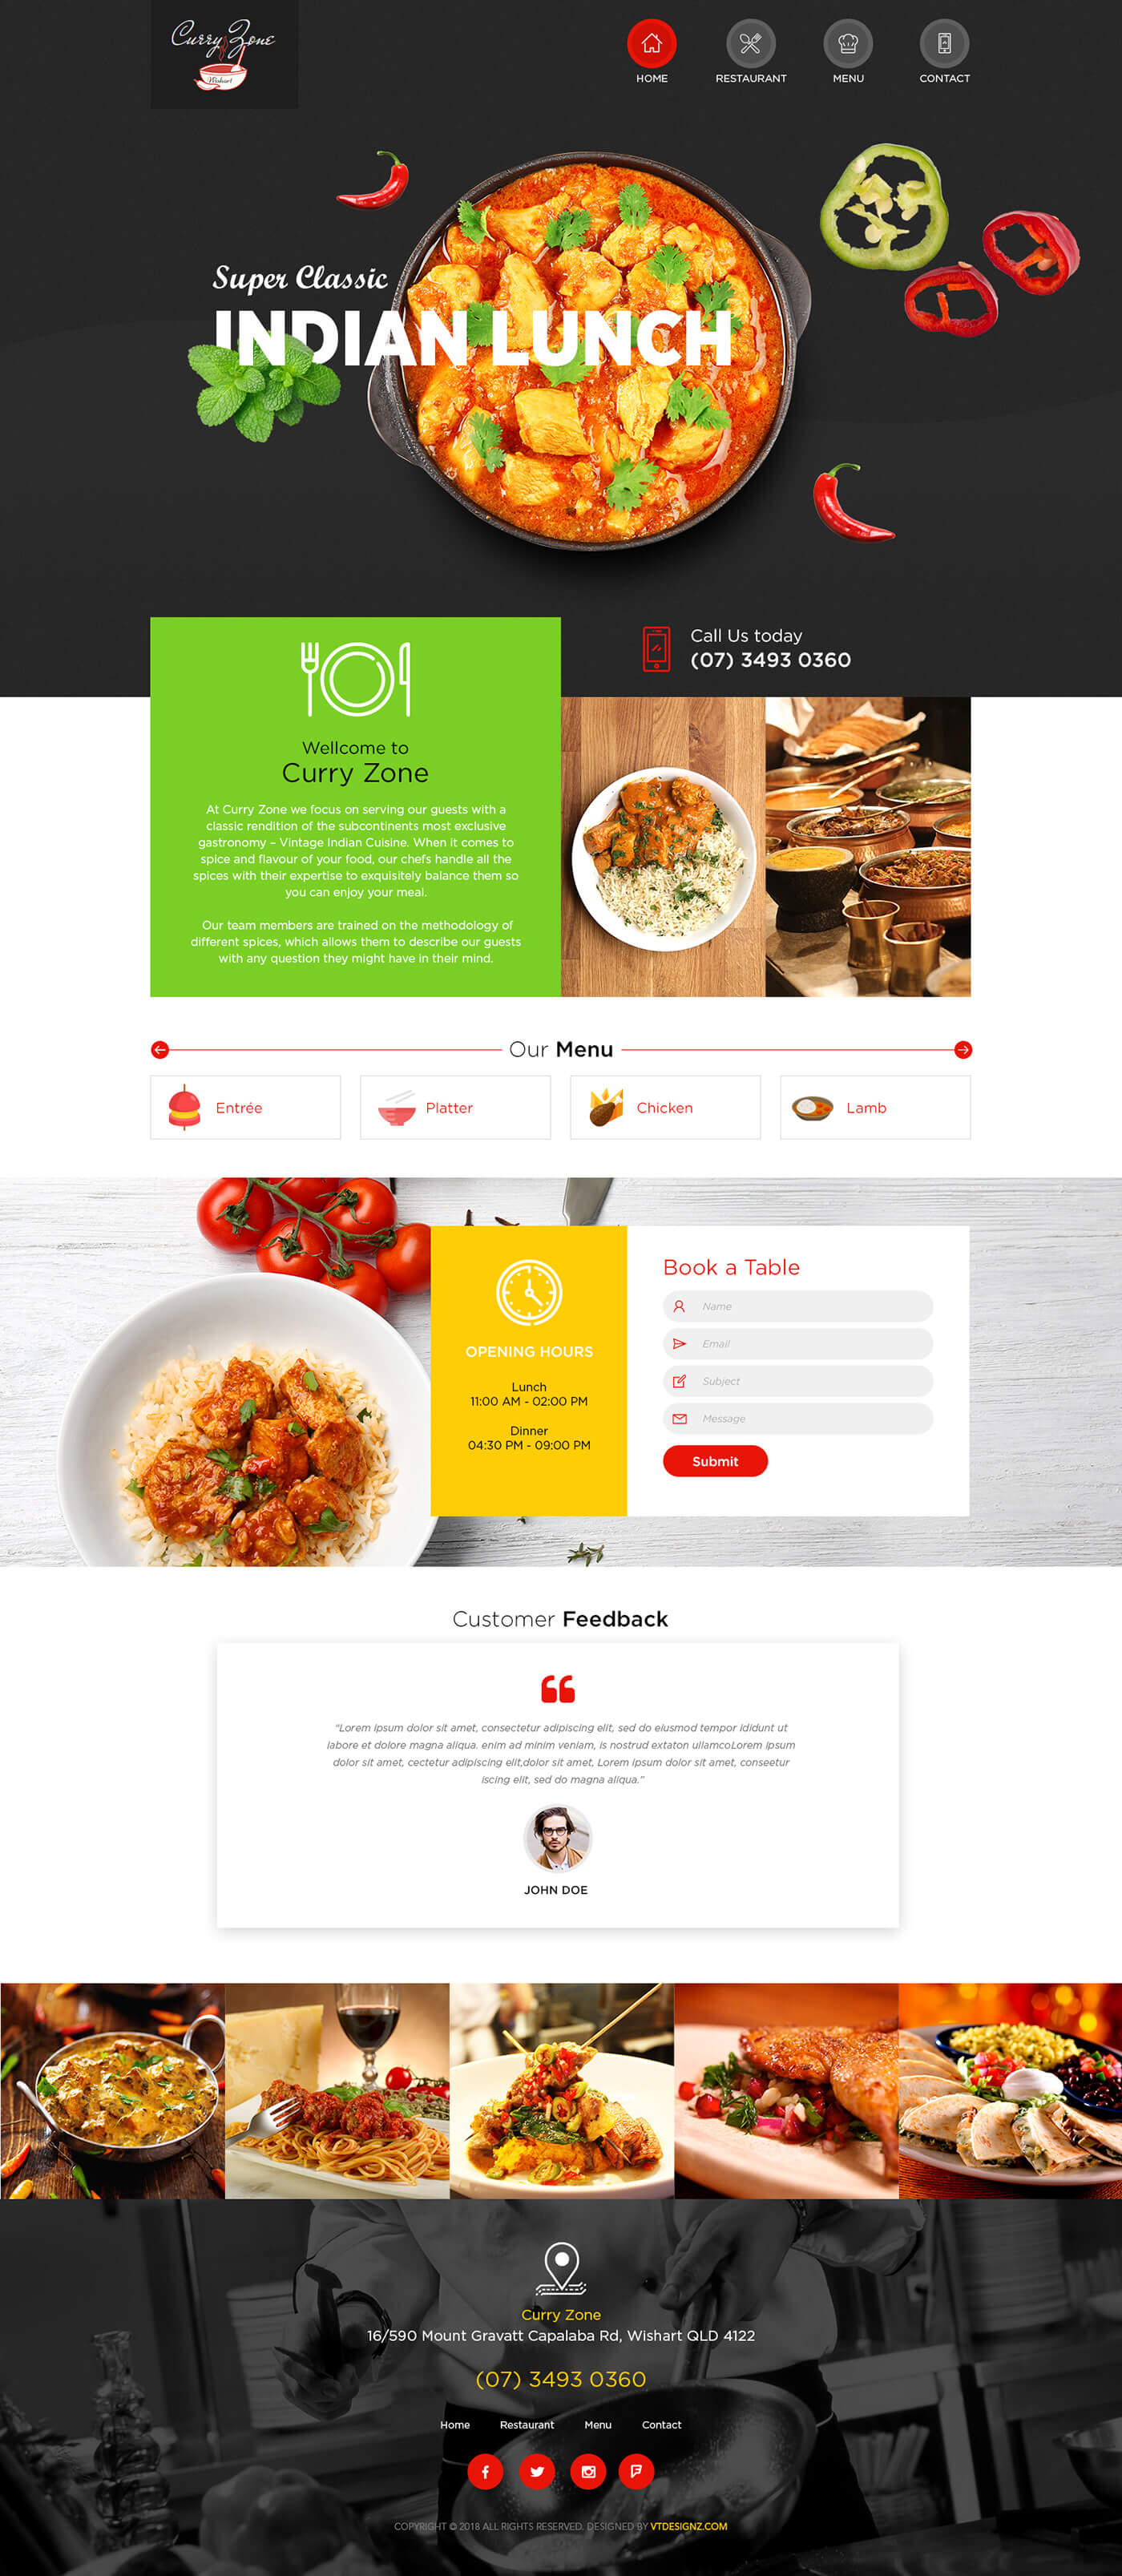 Curry Zone
Wishart
HOME
RESTAURANT
MENU
CONTACT
Super Classic
INDIAN LUNCH
Call Us today
(07) 3493 0360
Wellcome to
Curry Zone
At Curry Zone we focus on serving our guests with a
classic rendition of the subcontinents most exclusive
gastronomy – Vintage Indian Cuisine. When it comes to
spice and flavour of your food, our chefs handle all the
spices with their expertise to exquisitely balance them so
you can enjoy your meal.
Our team members are trained on the methodology of
different spices, which allows them to describe our guests
with any question they might have in their mind.
Our Menu
Entrée
Platter
Chicken
Lamb
OPENING HOURS
Lunch
11:00 AM - 02:00 PM
Dinner
04:30 PM - 09:00 PM
Book a Table
Name
Email
Subject
Message
Submit
Customer Feedback
“Lorem ipsum dolor sit amet, consectetur adipiscing elit, sed do eiusmod tempor ididunt ut
labore et dolore magna aliqua. enim ad minim veniam, is nostrud extaton ullamcoLorem ipsum
dolor sit amet, cectetur adipiscing elit,dolor sit amet, Lorem ipsum dolor sit amet, conseetur
iscing elit, sed do magna aliqua.”
JOHN DOE
Curry Zone
16/590 Mount Gravatt Capalaba Rd, Wishart QLD 4122
(07) 3493 0360
Home
Restaurant
Menu
Contact
COPYRIGHT © 2018 ALL RIGHTS RESERVED. DESIGNED BY VTDESIGNZ.COM